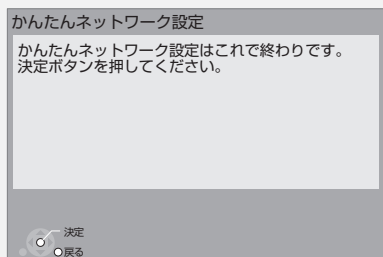 かんたんネットワーク設定
かんたんネットワーク設定はこれで終わりです。
決定ボタンを押してください。
決定
戻る